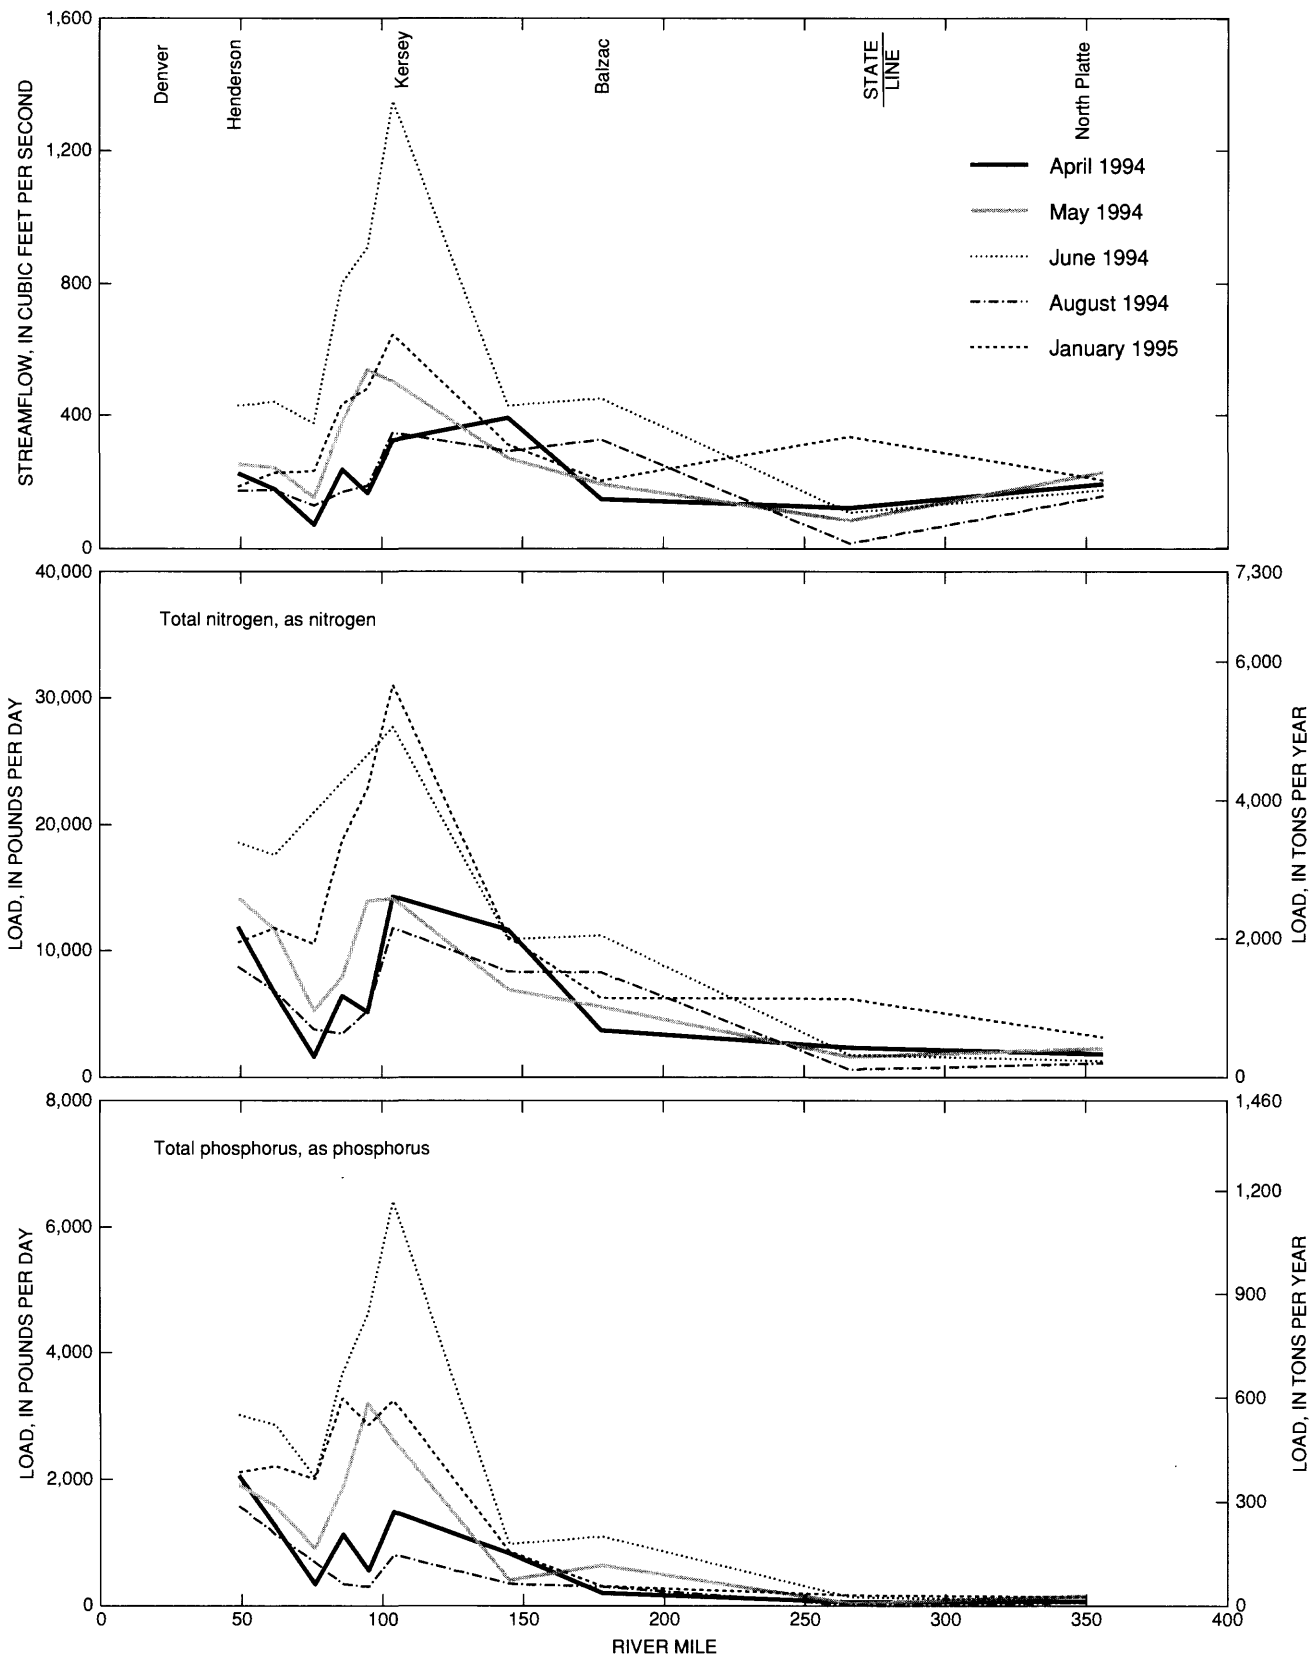 1,600
1,200
800
400
0
STREAMFLOW, IN CUBIC FEET PER SECOND
Denver
Henderson
Kersey
Balzac
STATE
LINE
North Platte
April 1994
May 1994
June 1994
August 1994
January 1995
40,000
30,000
20,000
10,000
0
LOAD, IN POUNDS PER DAY
Total nitrogen, as nitrogen
7,300
6,000
4,000
2,000
0
LOAD, IN TONS PER YEAR
8,000
6,000
4,000
2,000
0
LOAD, IN POUNDS PER DAY
Total phosphorus, as phosphorus
1,460
1,200
900
600
300
0
LOAD, IN TONS PER YEAR
0 50 100 150 200 250 300 350 400
RIVER MILE